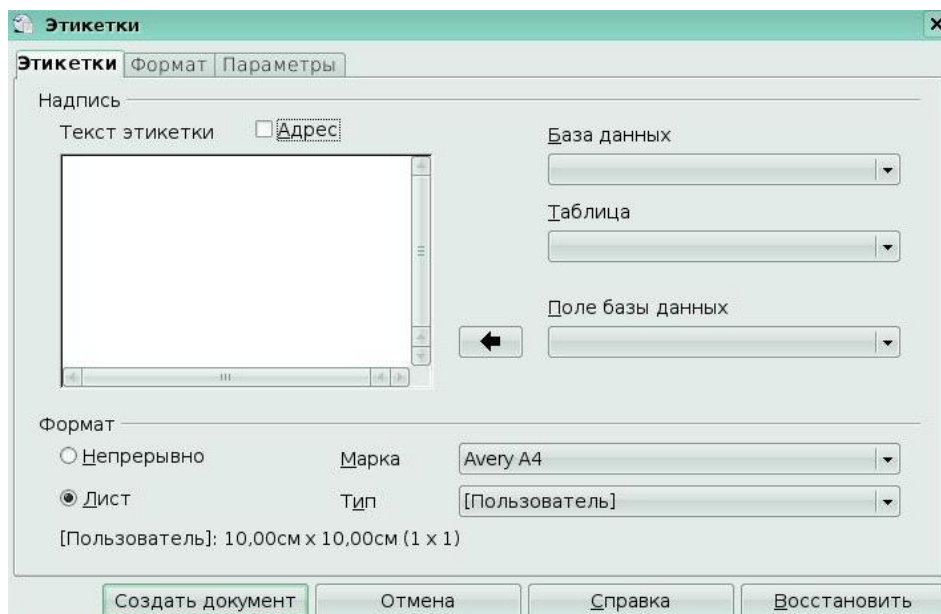 Этикетки
Этикетки Формат Параметры
Надпись
Текст этикетки Адрес
База данных
Таблица
Поле базы данных
Формат
Непрерывно Марка Avery A4
Лист Тип [Пользователь]
[Пользователь]: 10,00см x 10,00см (1 x 1)
Создать документ Отмена Справка Восстановить